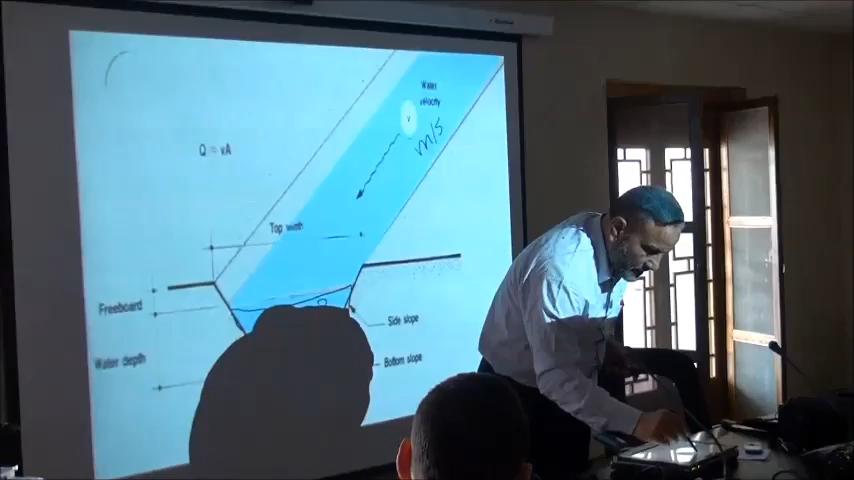 Water
velocity
v
m/s
Q = vA
Top width
Freeboard
Side slope
Water depth
Bottom slope